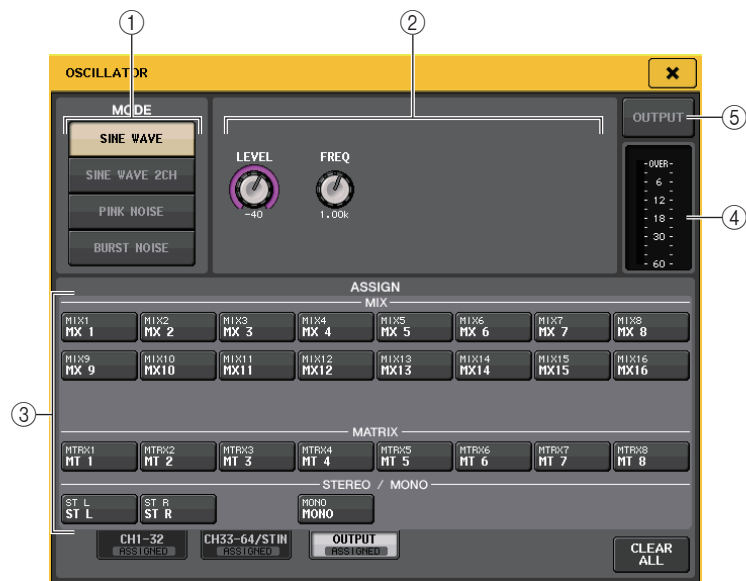 ① ②
OSCILLATOR ×
MODE
SINE WAVE
SINE WAVE 2CH
PINK NOISE
BURST NOISE
LEVEL FREQ
-40 1.00k
OUTPUT ⑤
-OVER-
- 6 -
- 12 -
- 18 - ④
- 30 -
- 60 -
③
ASSIGN
MIX
MIX1 MIX2 MIX3 MIX4 MIX5 MIX6 MIX7 MIX8
MX 1 MX 2 MX 3 MX 4 MX 5 MX 6 MX 7 MX 8
MIX9 MIX10 MIX11 MIX12 MIX13 MIX14 MIX15 MIX16
MX 9 MX10 MX11 MX12 MX13 MX14 MX15 MX16
MATRIX
MTRX1 MTRX2 MTRX3 MTRX4 MTRX5 MTRX6 MTRX7 MTRX8
MT 1 MT 2 MT 3 MT 4 MT 5 MT 6 MT 7 MT 8
STEREO / MONO
ST L ST R MONO
ST L ST R MONO
CH1-32 CH33-64/STIN OUTPUT
ASSIGNED ASSIGNED ASSIGNED
CLEAR
ALL